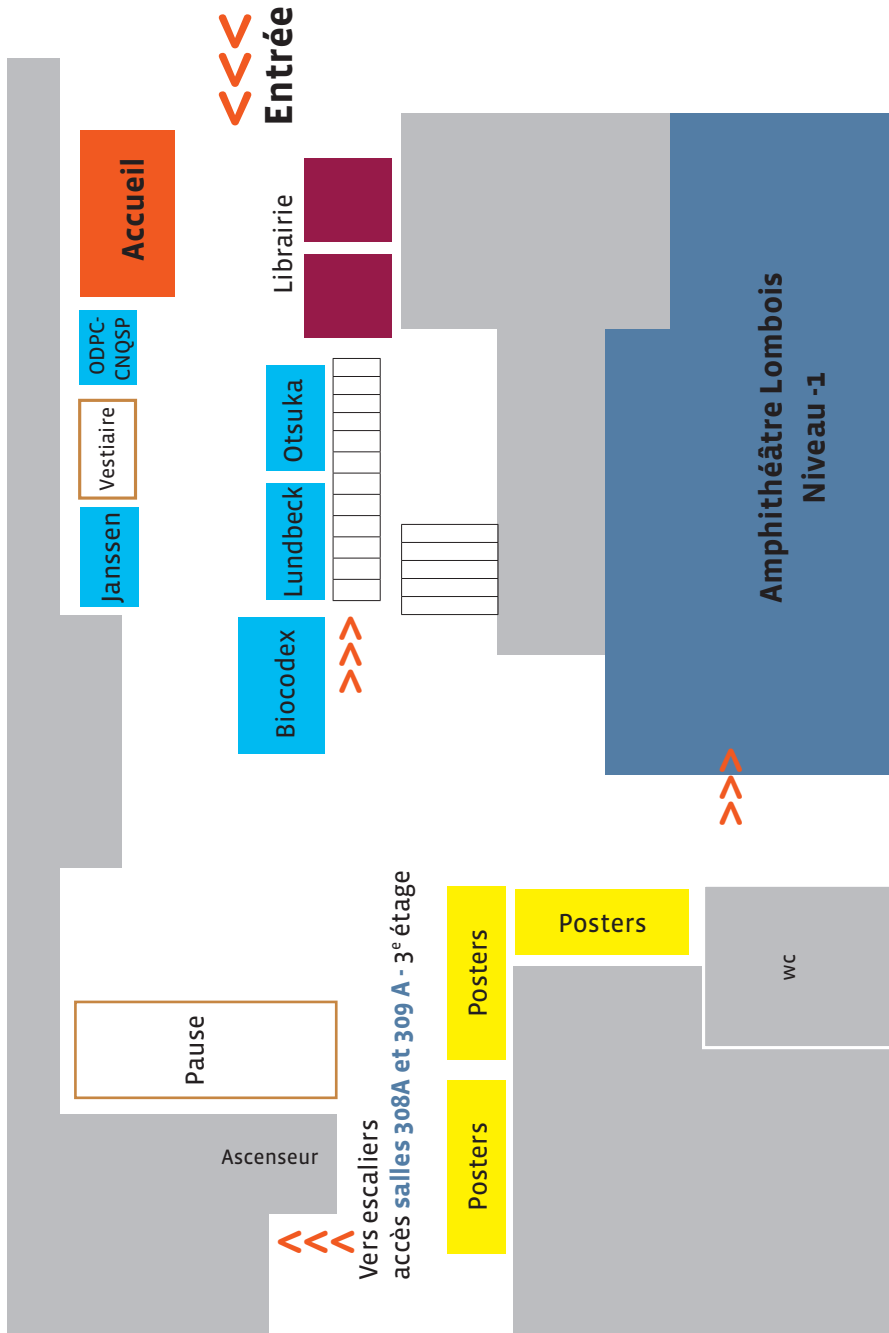 Entrée
Accueil
Librairie
ODPC-
CNQSP
Vestiaire
Janssen
Otsuka
Lundbeck
Biocodex
Amphithéâtre Lombois
Niveau -1
Posters
Posters
Posters
wc
Pause
Ascenseur
Vers escaliers
accès salles 308A et 309 A - 3e étage